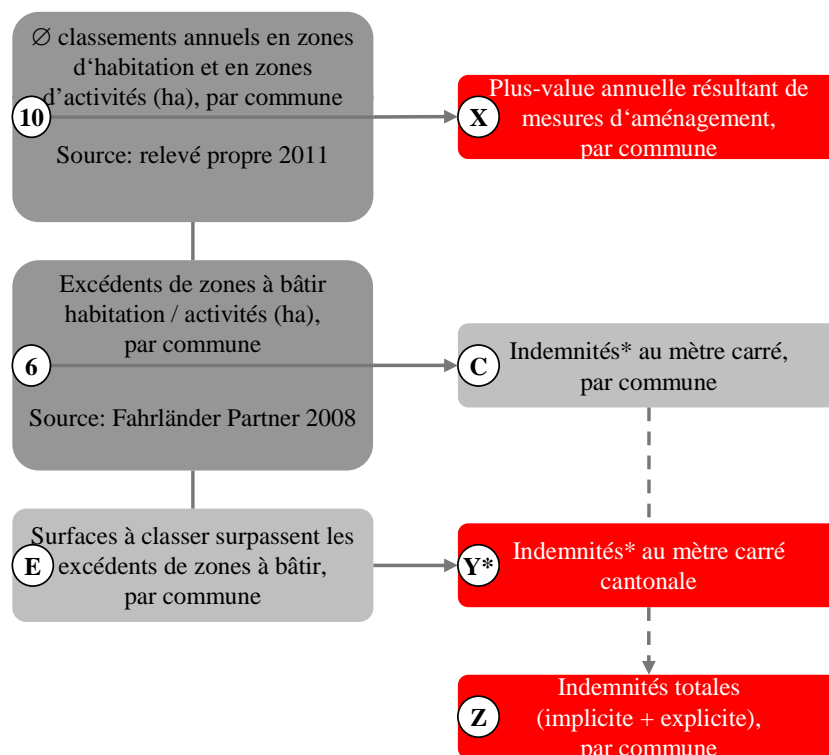 Ø classements annuels en zones
d‘habitation et en zones
d’activités (ha), par commune
10
Source: relevé propre 2011
X
Plus-value annuelle résultant de
mesures d‘aménagement,
par commune
Excédents de zones à bâtir
habitation / activités (ha),
par commune
6
Source: Fahrländer Partner 2008
C
Indemnités* au mètre carré,
par commune
Surfaces à classer surpassent les
excédents de zones à bâtir,
par commune
E
Y*
Indemnités* au mètre carré
cantonale
Z
Indemnités totales
(implicite + explicite),
par commune